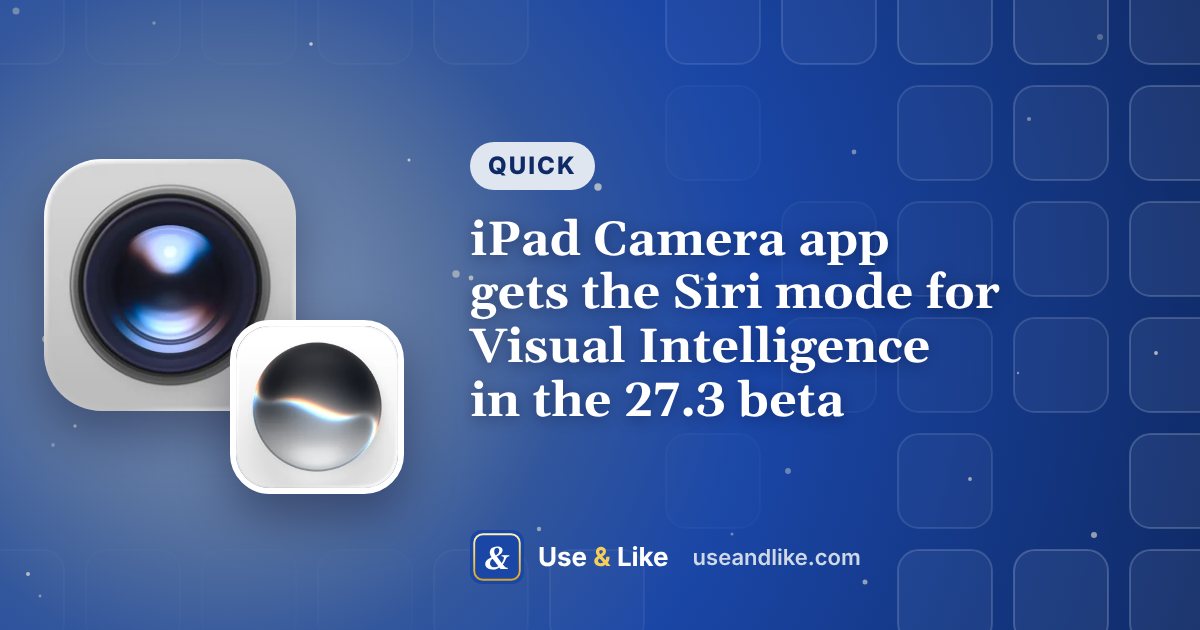 QUICK
iPad Camera app
gets the Siri mode for
Visual Intelligence
in the 27.3 beta
& Use & Like useandlike.com